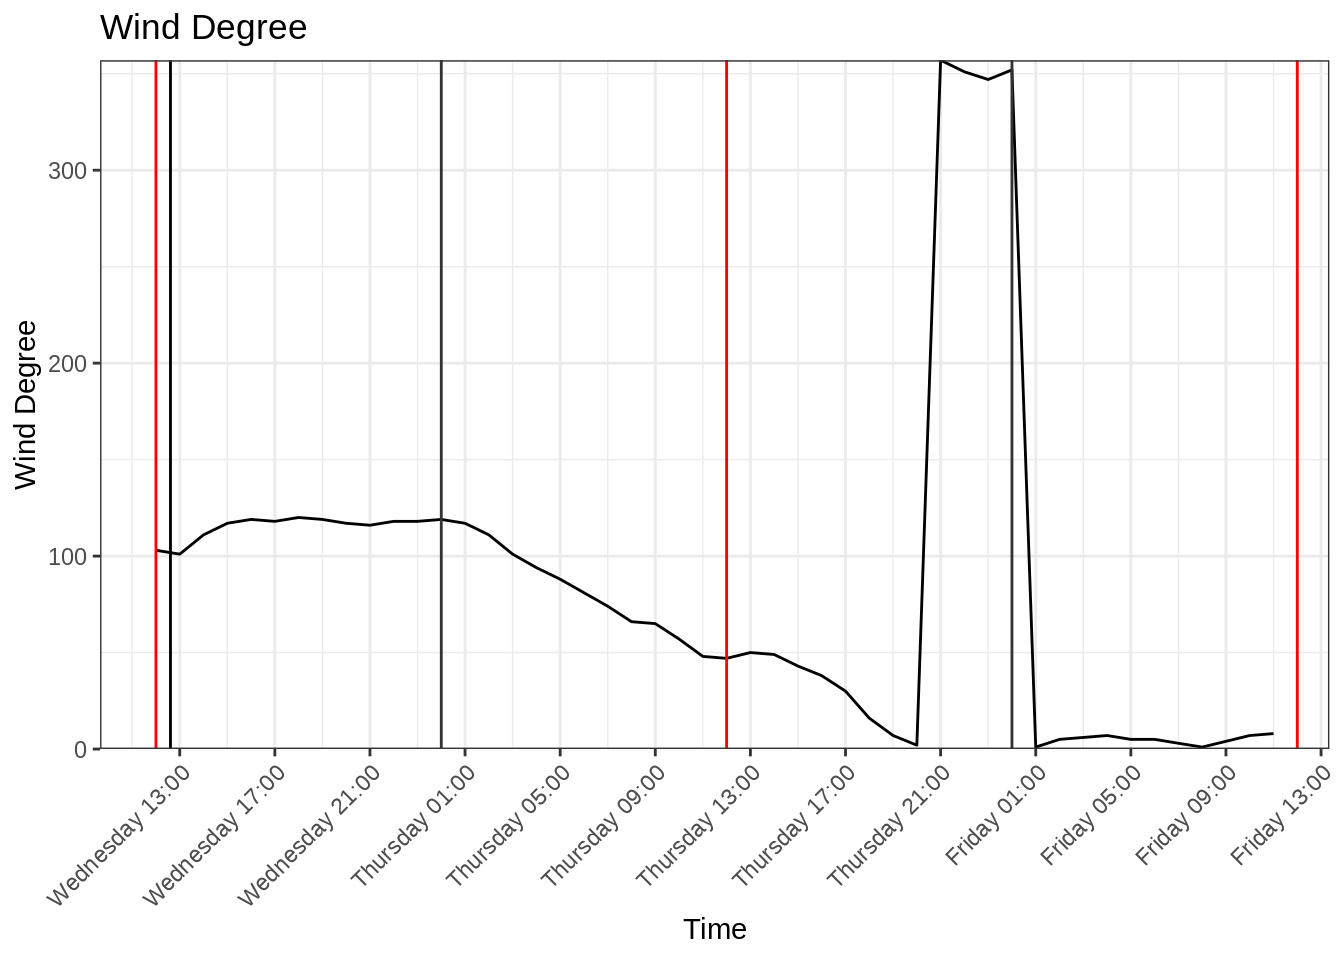 Wind Degree
Wind Degree
300
200
100
0
Wednesday 13:00
Wednesday 17:00
Wednesday 21:00
Thursday 01:00
Thursday 05:00
Thursday 09:00
Thursday 13:00
Thursday 17:00
Thursday 21:00
Friday 01:00
Friday 05:00
Friday 09:00
Friday 13:00
Time